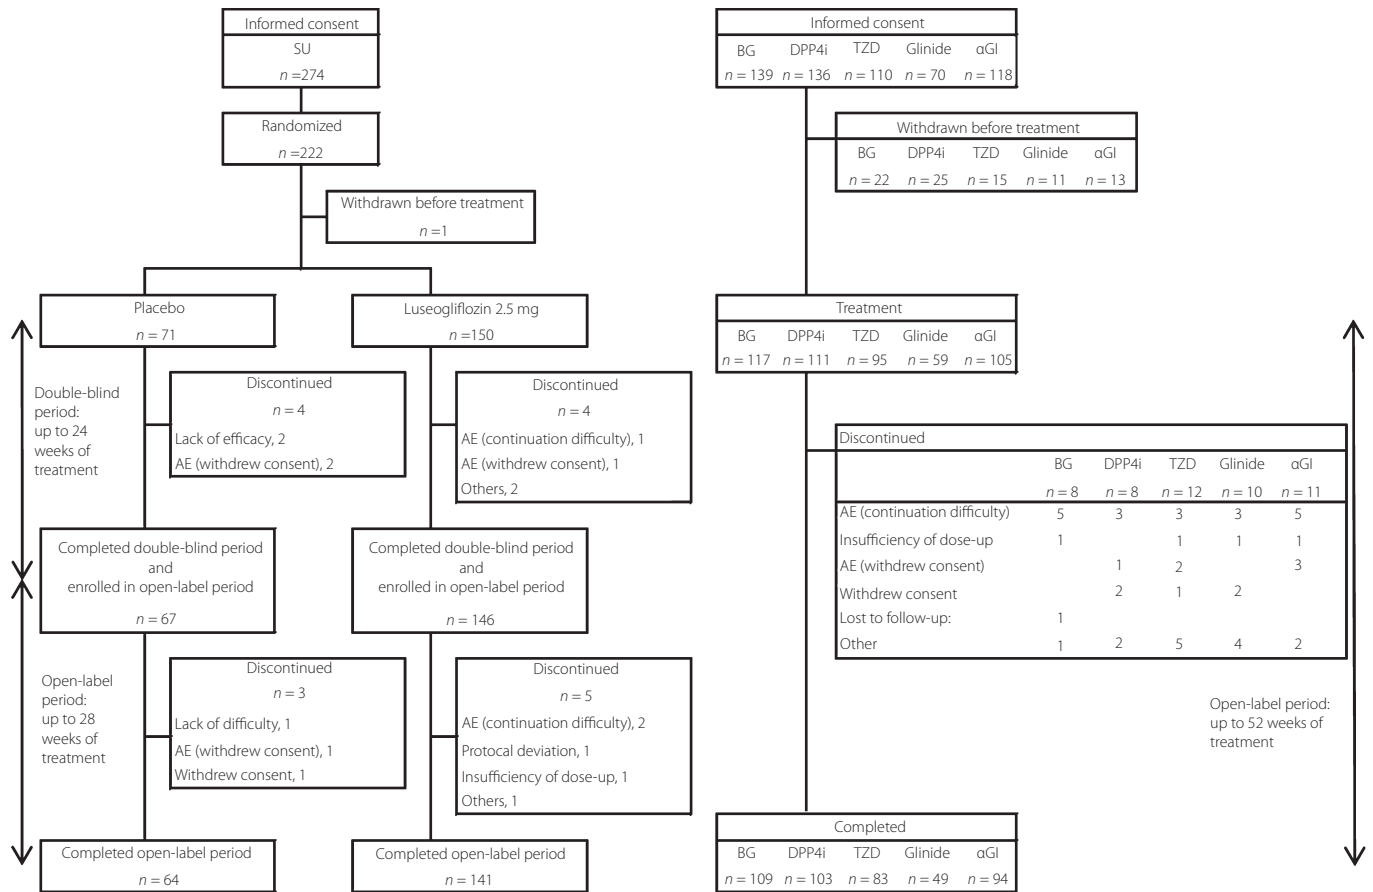 Informed consent
SU
n =274
Randomized
n =222
Withdrawn before treatment
n =1
Placebo
n = 71
Luseogliflozin 2.5 mg
n =150
Double-blind
period:
up to 24
weeks of
treatment
Discontinued
n = 4
Lack of efficacy, 2
AE (withdrew consent), 2
Discontinued
n = 4
AE (continuation difficulty), 1
AE (withdrew consent), 1
Others, 2
Completed double-blind period
and
enrolled in open-label period
n = 67
Completed double-blind period
and
enrolled in open-label period
n = 146
Open-label
period:
up to 28
weeks of
treatment
Discontinued
n = 3
Lack of difficulty, 1
AE (withdrew consent), 1
Withdrew consent, 1
Discontinued
n = 5
AE (continuation difficulty), 2
Protocal deviation, 1
Insufficiency of dose-up, 1
Others, 1
Completed open-label period
n = 64
Completed open-label period
n = 141
Informed consent
BG DPP4i TZD Glinide αGI
n = 139 n = 136 n = 110 n = 70 n = 118
Withdrawn before treatment
BG DPP4i TZD Glinide αGI
n = 22 n = 25 n = 15 n = 11 n = 13
Treatment
BG DPP4i TZD Glinide αGI
n = 117 n = 111 n = 95 n = 59 n = 105
Discontinued
BG DPP4i TZD Glinide αGI
n = 8 n = 8 n = 12 n = 10 n = 11
AE (continuation difficulty) 5 3 3 3 5
Insufficiency of dose-up 1 1 1 1
AE (withdrew consent) 1 2 3
Withdrew consent 2 1 2
Lost to follow-up: 1
Other 1 2 5 4 2
Open-label period:
up to 52 weeks of
treatment
Completed
BG DPP4i TZD Glinide αGI
n = 109 n = 103 n = 83 n = 49 n = 94